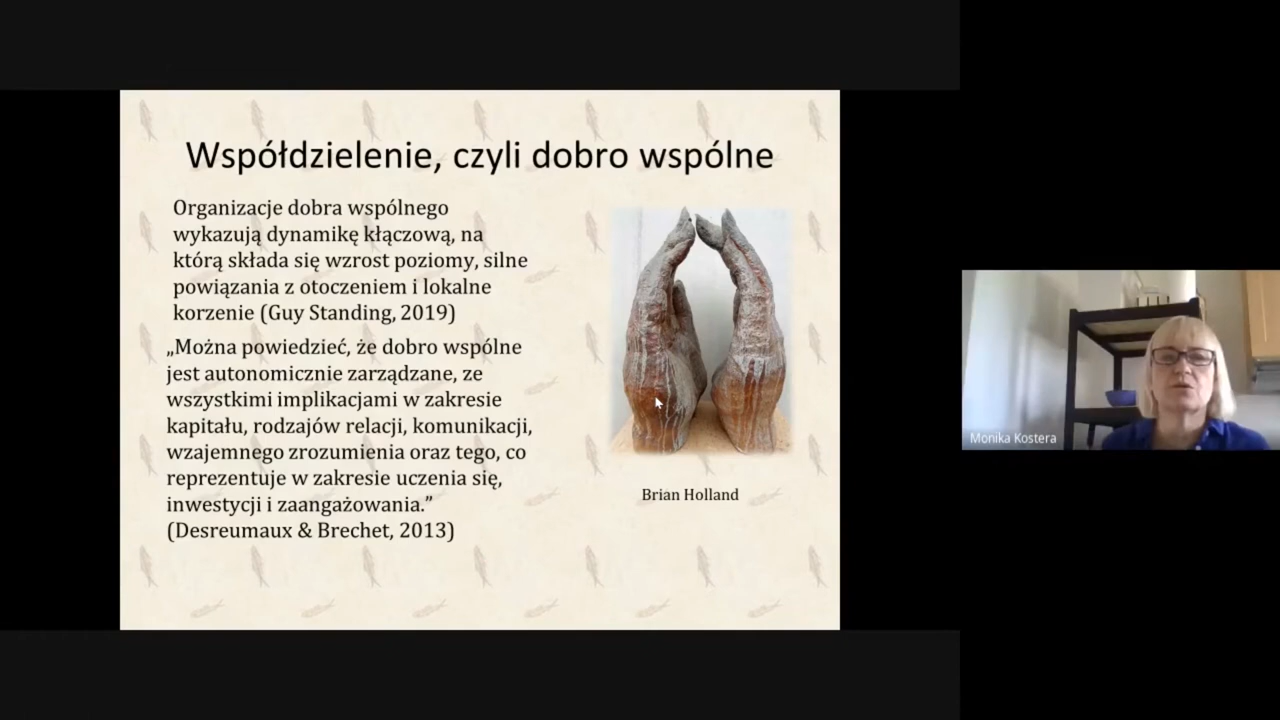 Współdzielenie, czyli dobro wspólne
Organizacje dobra wspólnego
wykazują dynamikę kłączową, na
którą składa się wzrost poziomy, silne
powiązania z otoczeniem i lokalne
korzenie (Guy Standing, 2019)
„Można powiedzieć, że dobro wspólne
jest autonomicznie zarządzane, ze
wszystkimi implikacjami w zakresie
kapitału, rodzajów relacji, komunikacji,
wzajemnego zrozumienia oraz tego, co
reprezentuje w zakresie uczenia się,
inwestycji i zaangażowania.”
(Desreumaux & Brechet, 2013)
Brian Holland
Monika Kostera